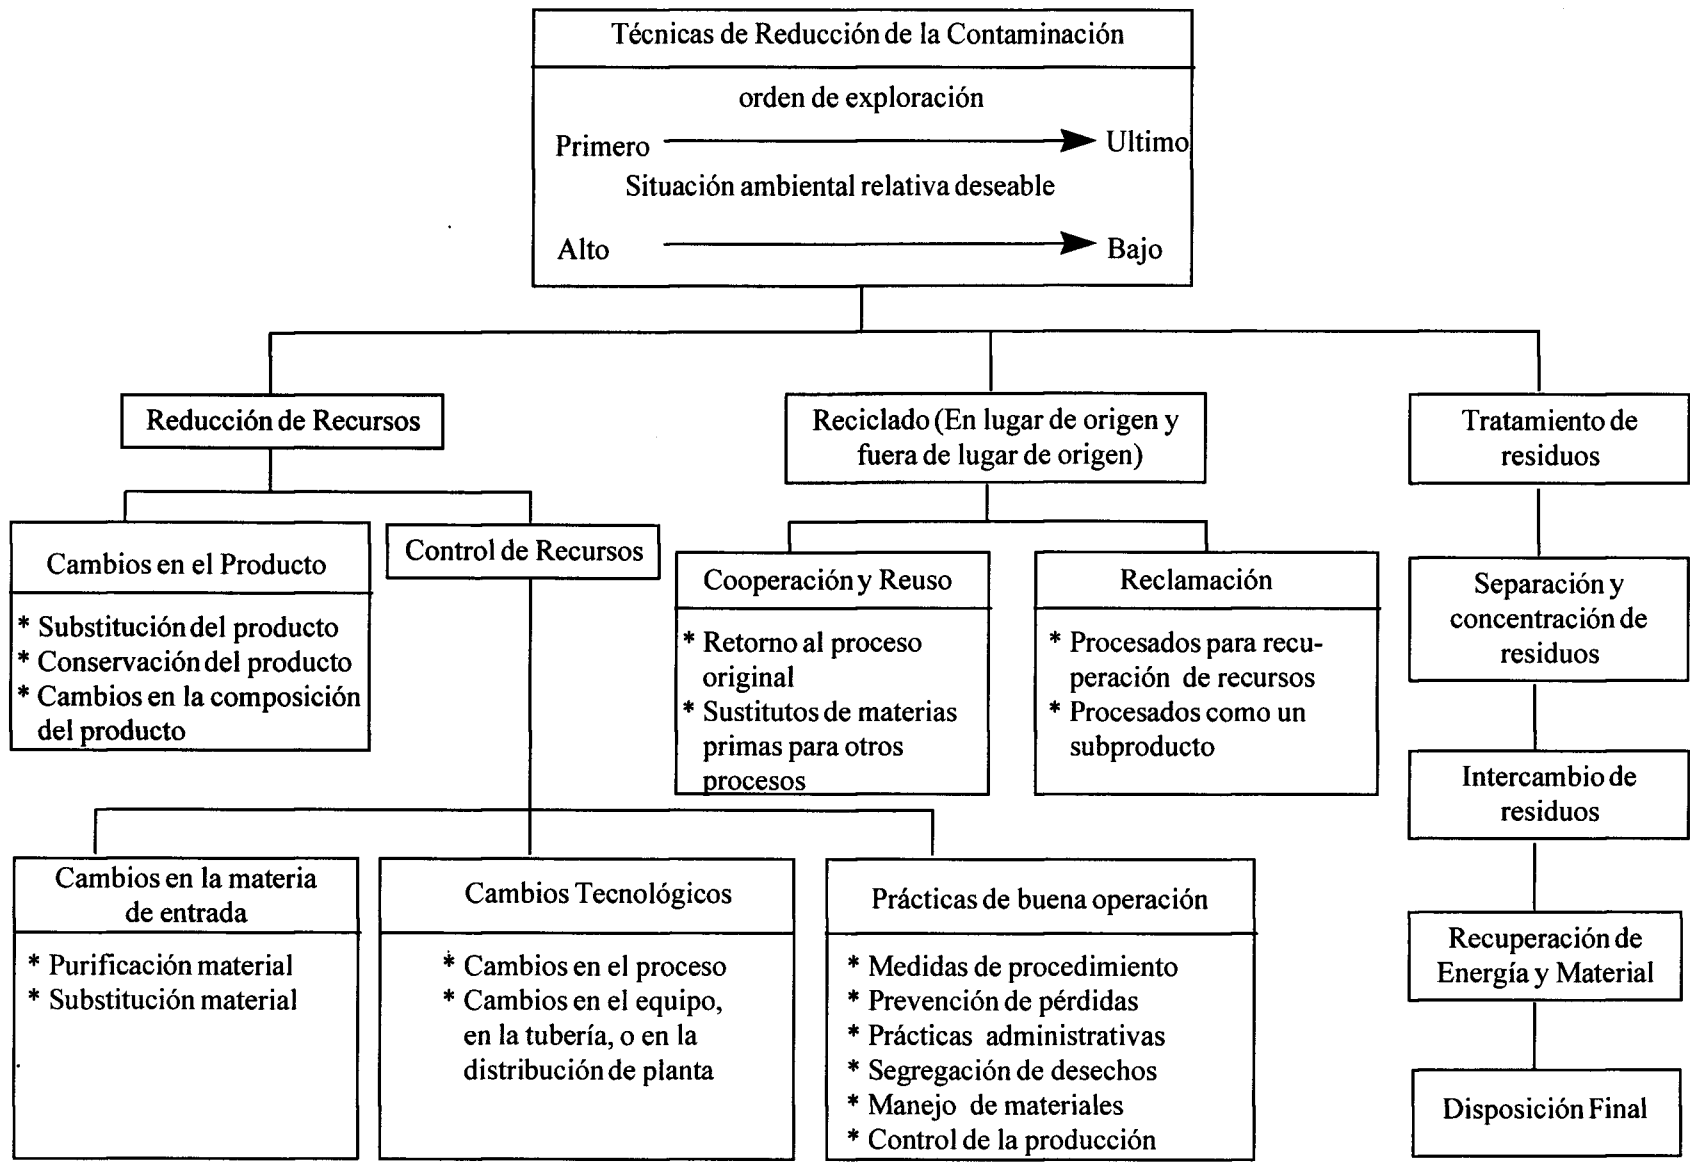 Técnicas de Reducción de la Contaminación
orden de exploración
Primero
Ultimo
Situación ambiental relativa deseable
Alto
Bajo
Reducción de Recursos
Reciclado (En lugar de origen y
fuera de lugar de origen)
Tratamiento de
residuos
Cambios en el Producto
* Substitución del producto
* Conservación del producto
* Cambios en la composición
del producto
Control de Recursos
Cooperación y Reuso
* Retorno al proceso
original
* Sustitutos de materias
primas para otros
procesos
Reclamación
* Procesados para recu-
peración de recursos
* Procesados como un
subproducto
Separación y
concentración de
residuos
Intercambio de
residuos
Recuperación de
Energía y Material
Disposición Final
Cambios en la materia
de entrada
* Purificación material
* Substitución material
Cambios Tecnológicos
* Cambios en el proceso
* Cambios en el equipo,
en la tubería, o en la
distribución de planta
Prácticas de buena operación
* Medidas de procedimiento
* Prevención de pérdidas
* Prácticas administrativas
* Segregación de desechos
* Manejo de materiales
* Control de la producción